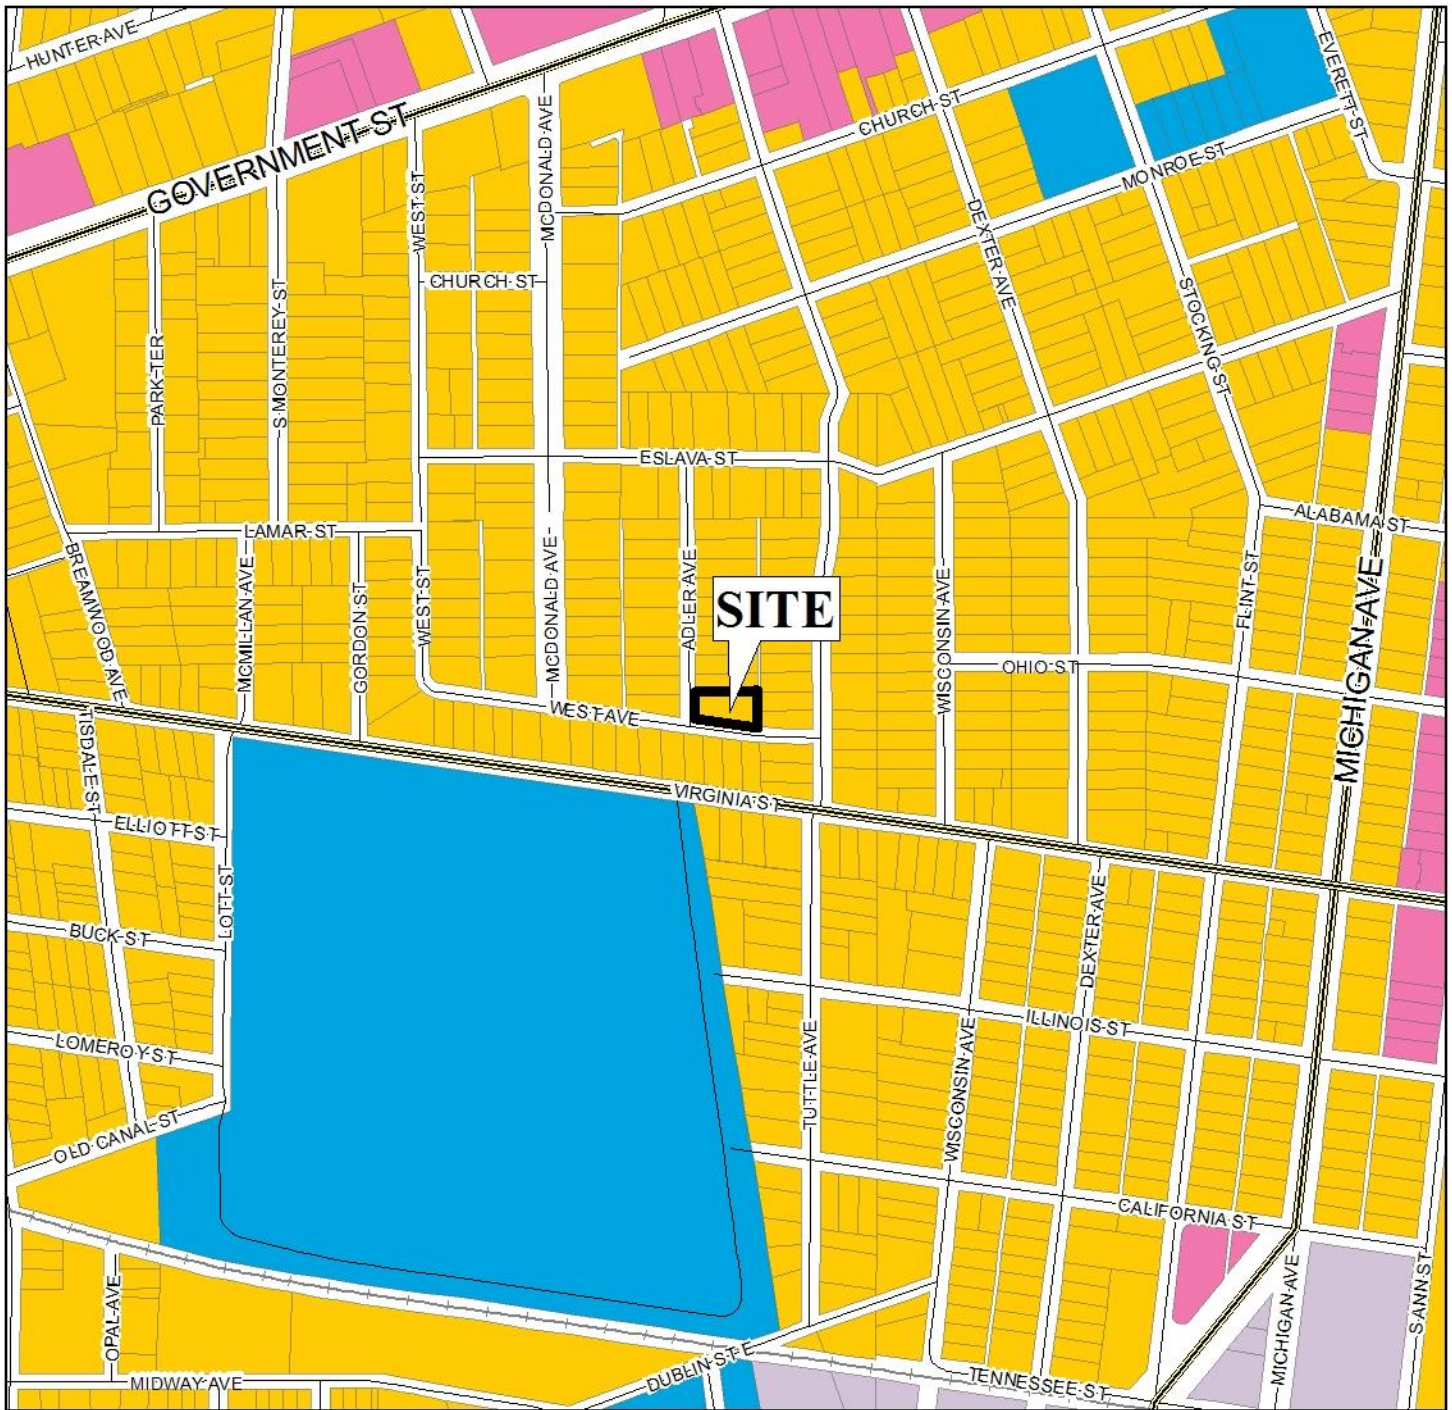 HUNTER AVE
EVERETT ST
GOVERNMENT ST
MCDONALD AVE
CHURCH ST
MONROE ST
WEST ST
DEXTER AVE
CHURCH ST
S MONTEREY ST
PARK TER
STOCKING ST
ESLAVA ST
ALABAMA ST
LAMAR ST
BREAMWOOD AVE
MCMILLAN AVE
GORDON ST
WEST ST
MCDONALD AVE
ADLER AVE
SITE
WISCONSIN AVE
FLINT ST
MICHIGAN AVE
OHIO ST
WEST AVE
TISDALE ST
VIRGINIA ST
ELLIOTT ST
LOTT ST
DEXTER AVE
BUCK ST
ILLINOIS ST
LOMEROY ST
TUTTLE AVE
WISCONSIN AVE
OLD CANAL ST
CALIFORNIA ST
OPAL AVE
MICHIGAN AVE
S ANN ST
DUBLIN ST E
TENNESSEE ST
MIDWAY AVE